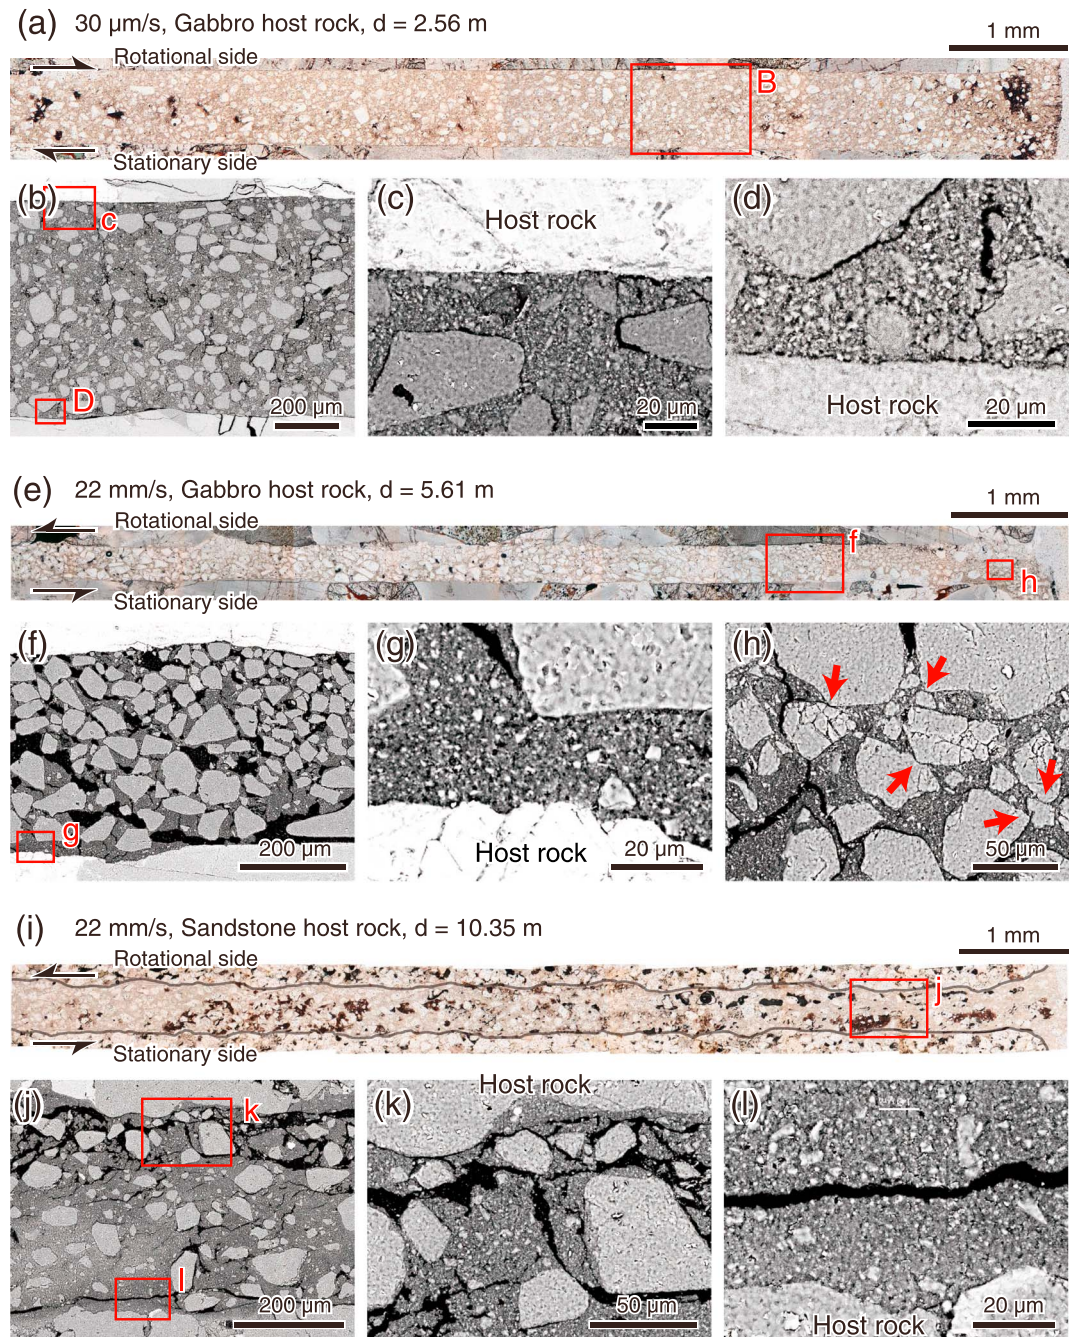 (a) 30 µm/s, Gabbro host rock, d = 2.56 m
1 mm
Rotational side
B
Stationary side
(b)
c
D
200 µm
(c)
Host rock
20 µm
(d)
Host rock
20 µm
(e) 22 mm/s, Gabbro host rock, d = 5.61 m
1 mm
Rotational side
f
h
Stationary side
(f)
g
200 µm
(g)
Host rock
20 µm
(h)
50 µm
(i) 22 mm/s, Sandstone host rock, d = 10.35 m
1 mm
Rotational side
j
Stationary side
(j)
k
l
200 µm
Host rock
(k)
50 µm
(l)
Host rock
20 µm